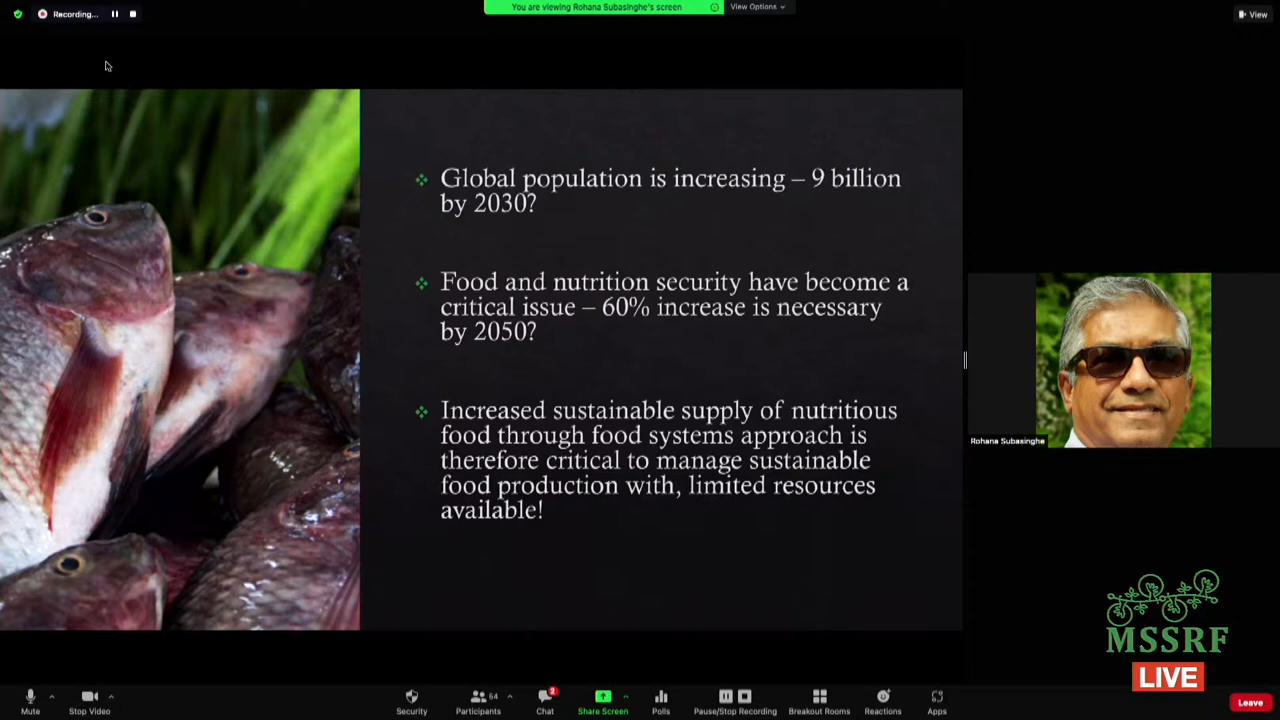 Recording...
You are viewing Rohana Subasinghe's screen
View Options
View
Global population is increasing – 9 billion
by 2030?
Food and nutrition security have become a
critical issue – 60% increase is necessary
by 2050?
Increased sustainable supply of nutritious
food through food systems approach is
therefore critical to manage sustainable
food production with, limited resources
available!
Rohana Subasinghe
MSSRF
LIVE
Mute
Stop Video
Security
Participants
64
Chat
2
Share Screen
Polls
Pause/Stop Recording
Breakout Rooms
Reactions
Apps
Leave